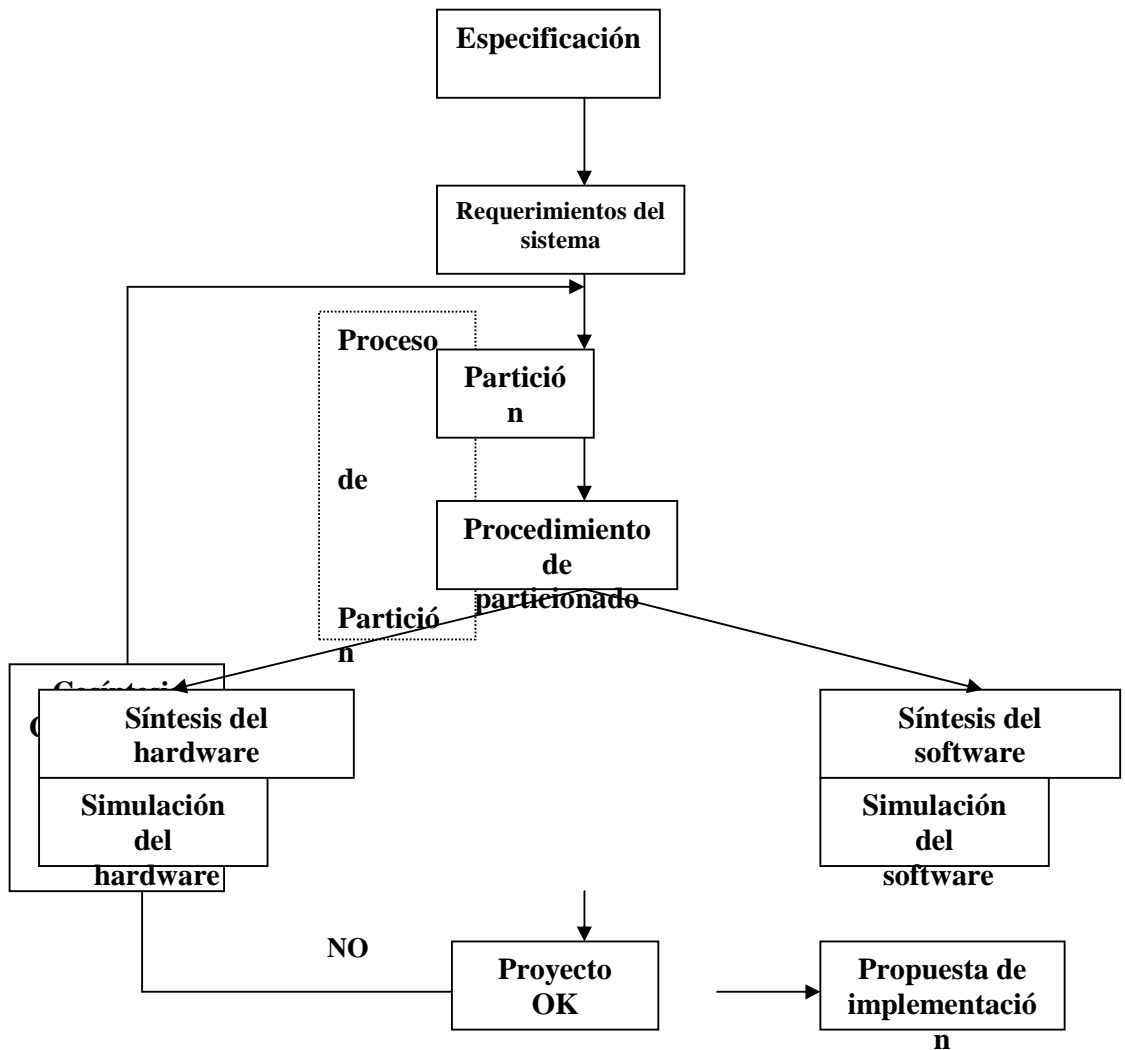 Especificación
Requerimientos del
sistema
Proceso
de
Partició
n
Partició
n
Procedimiento
de
particionado
Síntesis del
hardware
Simulación
del
hardware
Síntesis del
software
Simulación
del
software
NO
Proyecto
OK
Propuesta de
implementació
n